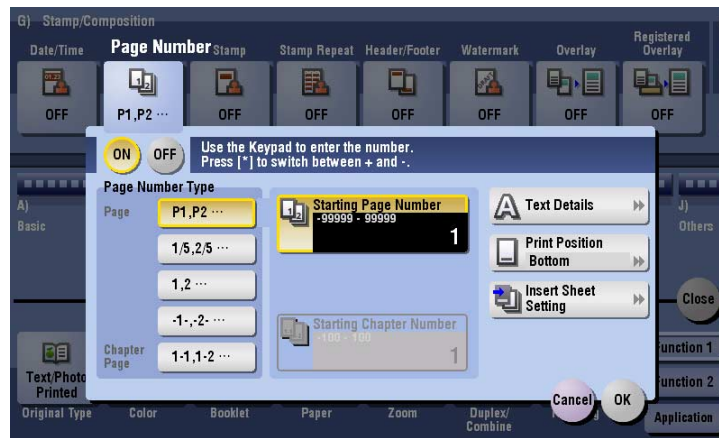 G) Stamp/Composition
Date/Time
Page Number
Stamp
Stamp Repeat
Header/Footer
Watermark
Overlay
Registered
Overlay
OFF
P1,P2 ···
OFF
OFF
OFF
OFF
OFF
OFF
ON
OFF
Use the Keypad to enter the number.
Press [*] to switch between + and -.
A)
Basic
J)
Others
Page Number Type
Page
P1,P2 ···
1/5,2/5 ···
1,2 ···
-1-,-2- ···
Chapter
Page
1-1,1-2 ···
Starting Page Number
-99999 - 99999
1
Starting Chapter Number
-100 - 100
1
Text Details
Print Position
Bottom
Insert Sheet
Setting
Close
Cancel
OK
Text/Photo
Printed
Original Type
Color
Booklet
Paper
Zoom
Duplex/
Combine
Function 1
Function 2
Application